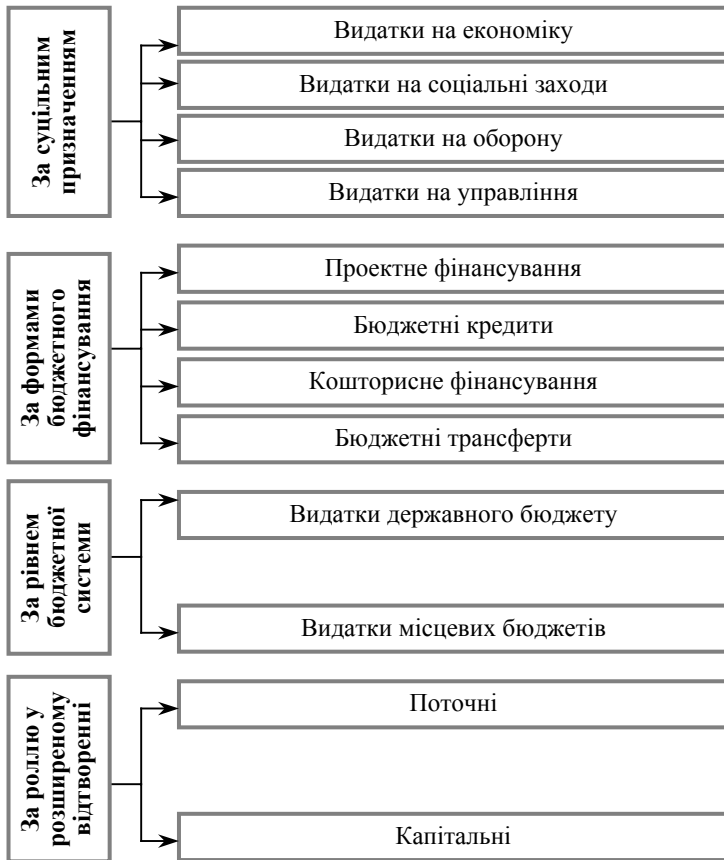 За суцільним
призначенням
Видатки на економіку
Видатки на соціальні заходи
Видатки на оборону
Видатки на управління
За формами
бюджетного
фінансування
Проектне фінансування
Бюджетні кредити
Кошторисне фінансування
Бюджетні трансферти
За рівнем
бюджетної
системи
Видатки державного бюджету
Видатки місцевих бюджетів
За роллю у
розширеному
відтворенні
Поточні
Капітальні